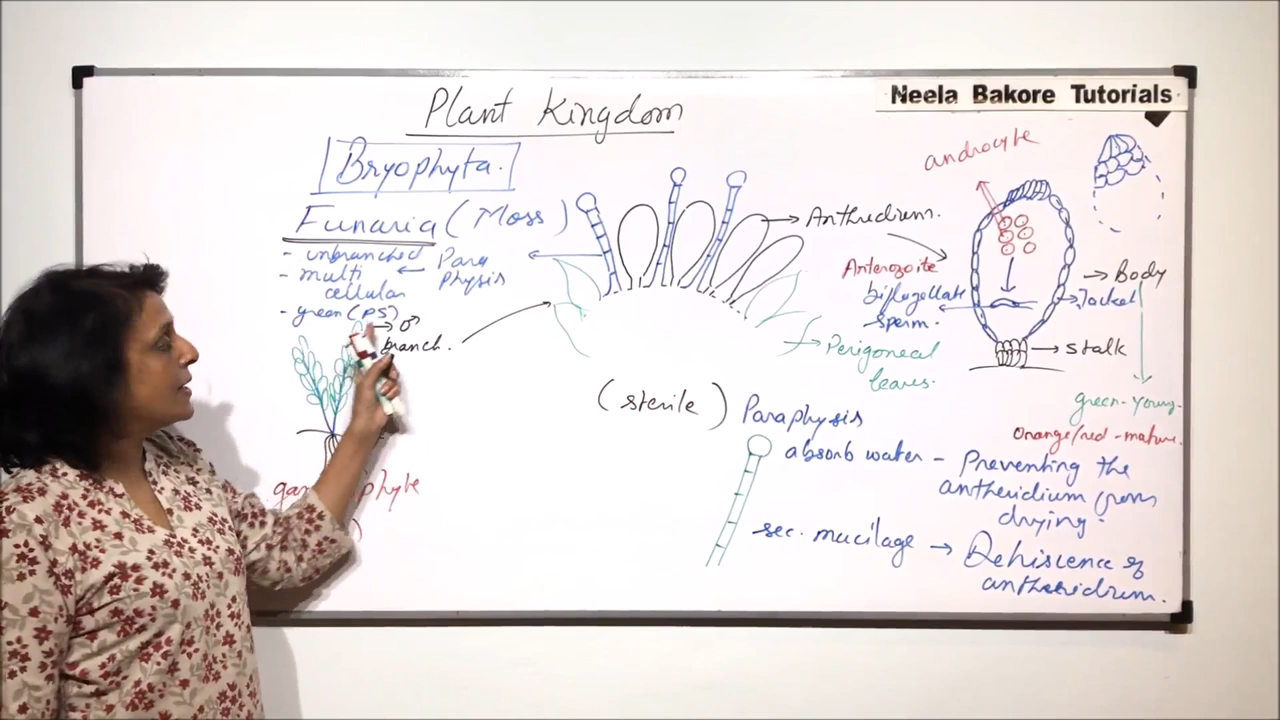 Plant Kingdom
Neela Bakore Tutorials
Bryophyta.
Funaria (Moss)
- unbranched
- multi
cellular
- green (PS)
Para
physis
♂
branch.
Antheridium.
androcyte
Anterozoite
biflagellate
sperm.
Body
Jacket
stalk
Perigoneal
leaves.
green - young.
Orange/red - mature.
(sterile) Paraphysis
absorb water - Preventing the
antheridium from
drying.
sec. mucilage → Dehiscence of
antheridium.